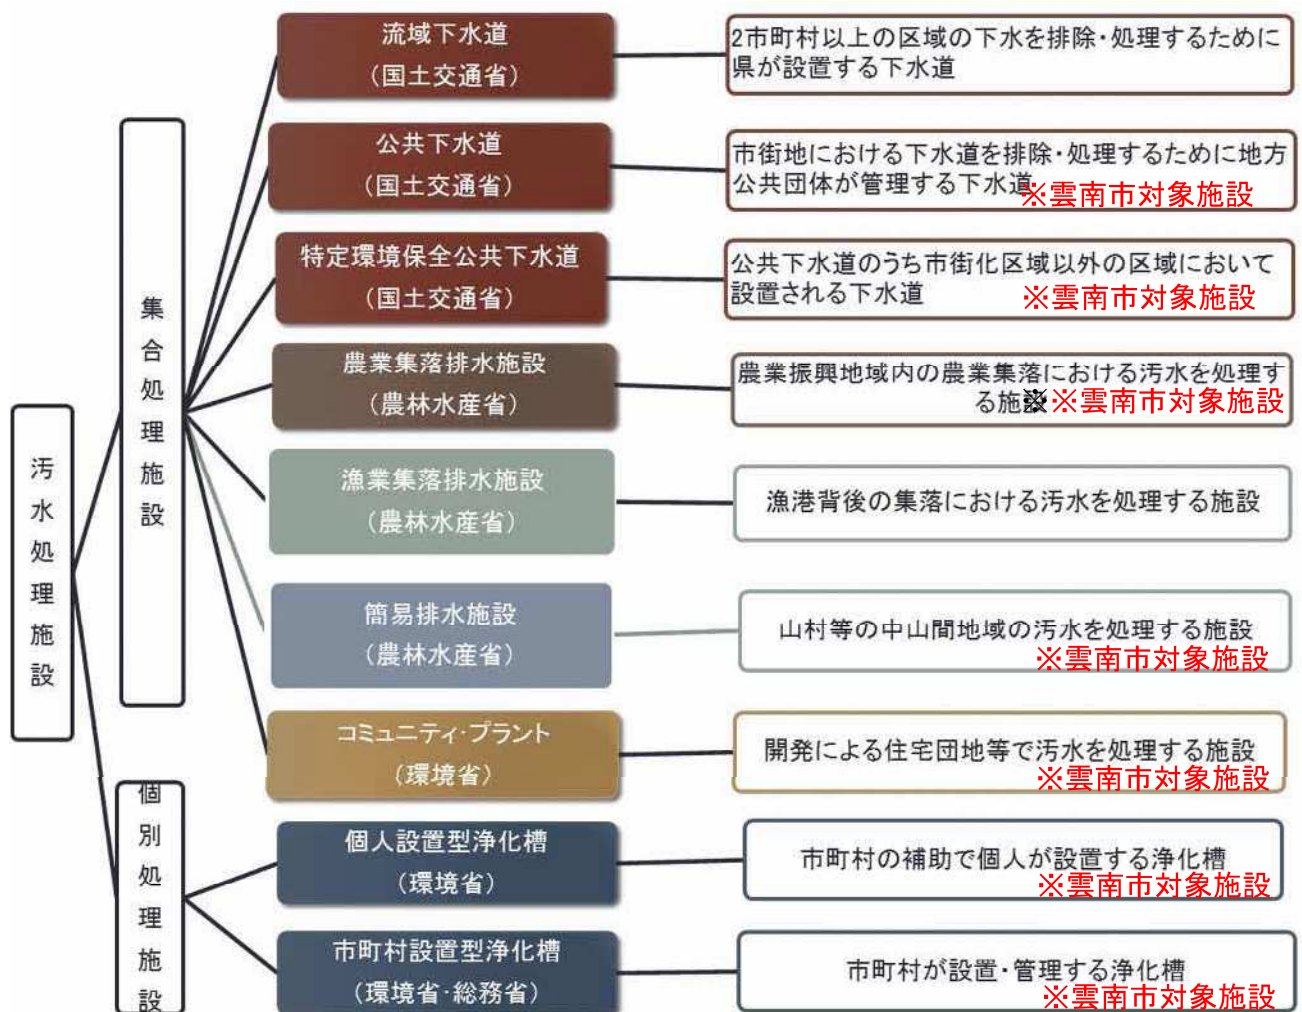 汚水処理施設
集合処理施設
流域下水道
（国土交通省）
2市町村以上の区域の下水を排除・処理するために
県が設置する下水道
公共下水道
（国土交通省）
市街地における下水道を排除・処理するために地方
公共団体が管理する下水道
※雲南市対象施設
特定環境保全公共下水道
（国土交通省）
公共下水道のうち市街化区域以外の区域において
設置される下水道
※雲南市対象施設
農業集落排水施設
（農林水産省）
農業振興地域内の農業集落における汚水を処理す
る施設
※雲南市対象施設
漁業集落排水施設
（農林水産省）
漁港背後の集落における汚水を処理する施設
簡易排水施設
（農林水産省）
山村等の中山間地域の汚水を処理する施設
※雲南市対象施設
コミュニティ・プラント
（環境省）
開発による住宅団地等で汚水を処理する施設
※雲南市対象施設
個別処理施設
個人設置型浄化槽
（環境省）
市町村の補助で個人が設置する浄化槽
※雲南市対象施設
市町村設置型浄化槽
（環境省・総務省）
市町村が設置・管理する浄化槽
※雲南市対象施設